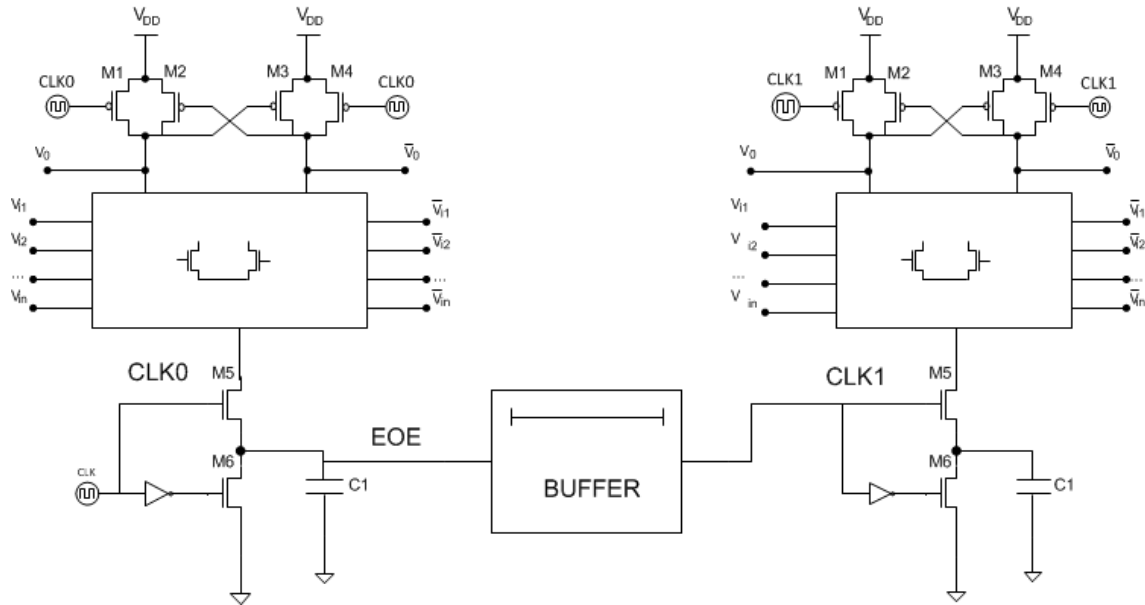 VDD VDD VDD VDD
M1 M2 M3 M4 M1 M2 M3 M4
CLK0 CLK0 CLK1 CLK1
V0 V̅0 V0 V̅0
Vi1 V̅i1 Vi1 V̅i1
Vi2 V̅i2 V i2 V̅i2
... ... ... ...
Vin V̅in V in V̅in
CLK0 M5 CLK1 M5
EOE
CLK M6 C1 BUFFER M6 C1